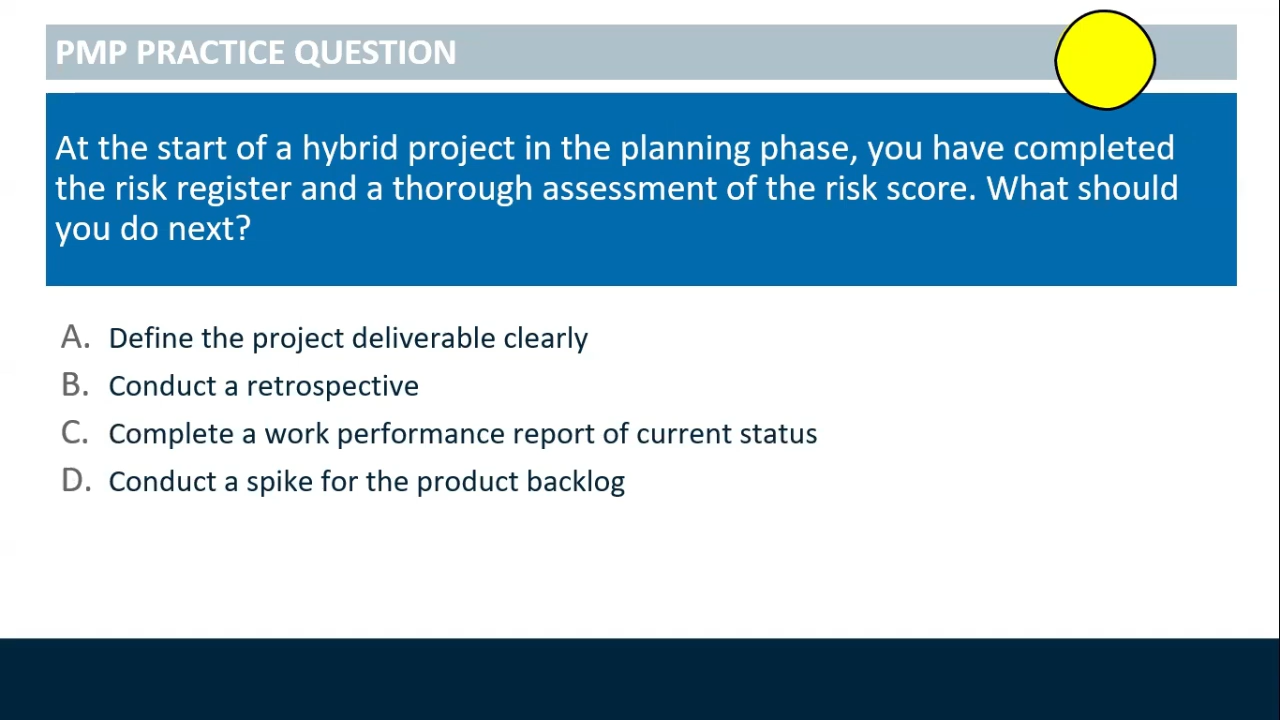 PMP PRACTICE QUESTION
At the start of a hybrid project in the planning phase, you have completed
the risk register and a thorough assessment of the risk score. What should
you do next?
A. Define the project deliverable clearly
B. Conduct a retrospective
C. Complete a work performance report of current status
D. Conduct a spike for the product backlog